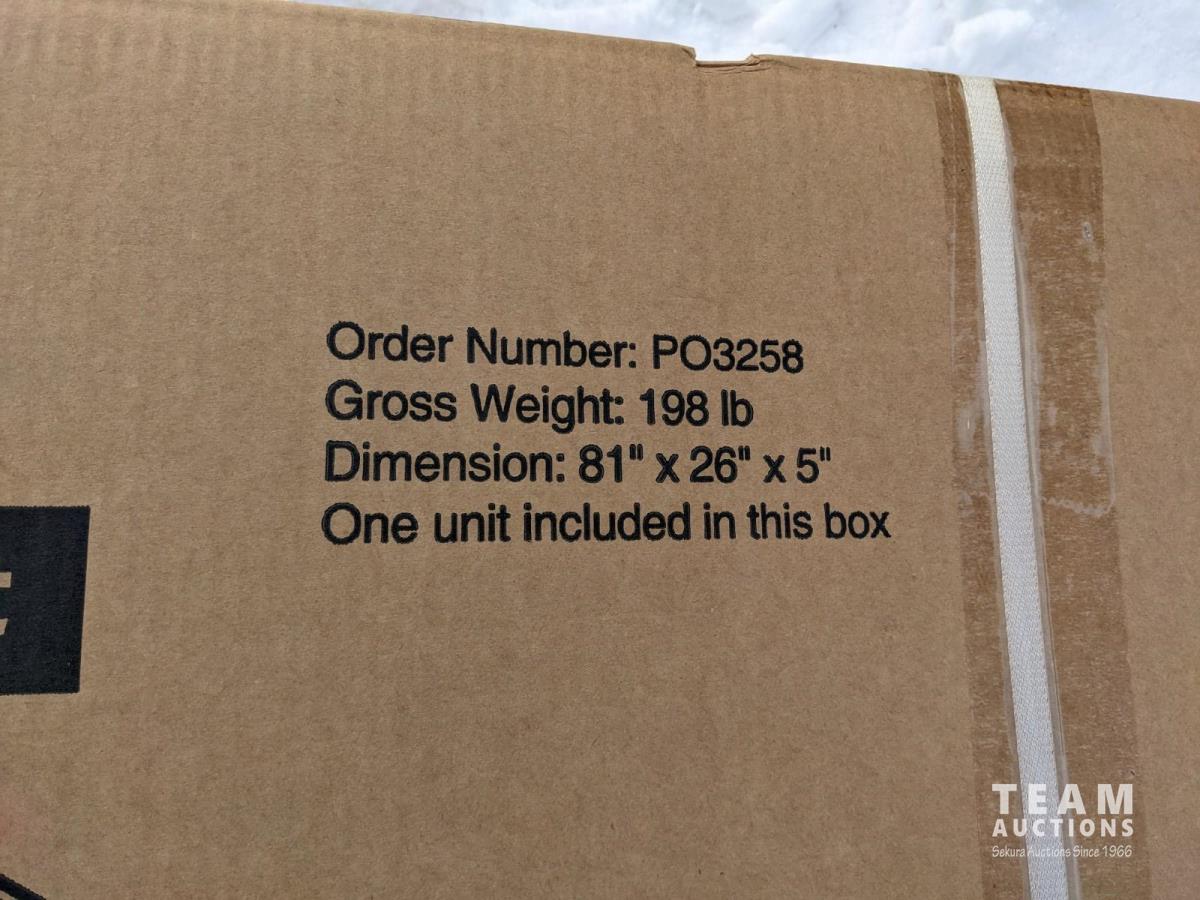 Order Number: PO3258
Gross Weight: 198 lb
Dimension: 81" x 26" x 5"
One unit included in this box
TEAM
AUCTIONS
Sekura Auctions Since 1966